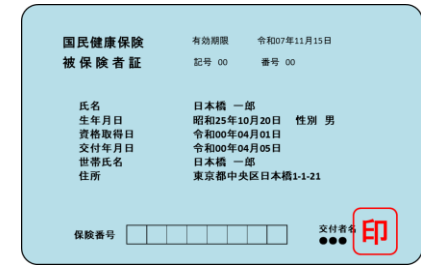 国民健康保険 有効期限 令和07年11月15日
被保険者証 記号 00 番号 00
氏名 日本橋 一郎
生年月日 昭和25年10月20日 性別 男
資格取得日 令和00年04月01日
交付年月日 令和00年04月05日
世帯氏名 日本橋 一郎
住所 東京都中央区日本橋1-1-21
保険番号 交付者名
●●● 印